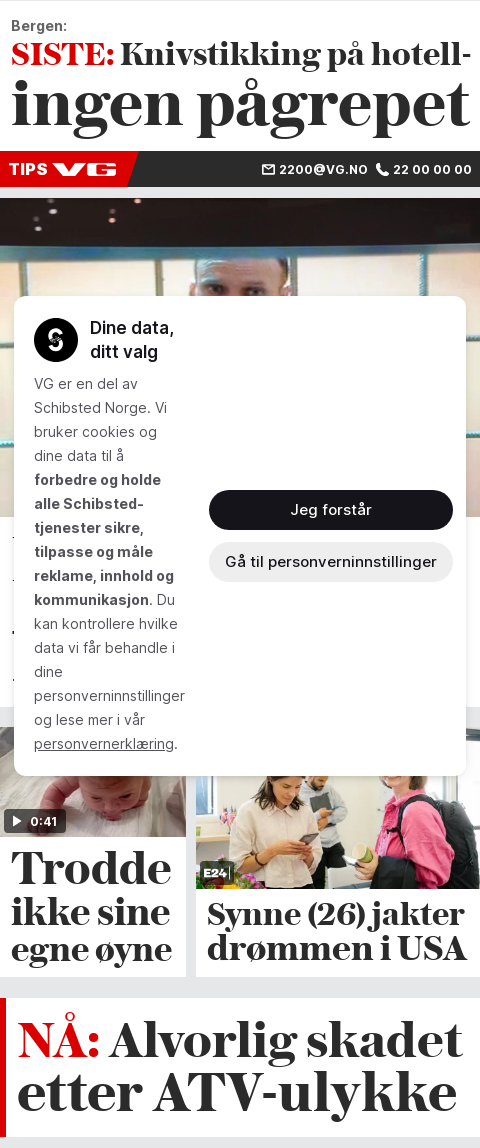 Bergen:
SISTE: Knivstikking på hotell-
ingen pågrepet
TIPS VG
2200@VG.NO 22 00 00 00
Dine data,
ditt valg
VG er en del av
Schibsted Norge. Vi
bruker cookies og
dine data til å
forbedre og holde
alle Schibsted-
tjenester sikre,
tilpasse og måle
reklame, innhold og
kommunikasjon. Du
kan kontrollere hvilke
data vi får behandle i
dine
personverninnstillinger
og lese mer i vår
personvernerklæring.
Jeg forstår
Gå til personverninnstillinger
0:41
Trodde
ikke sine
egne øyne
E24
Synne (26) jakter
drømmen i USA
NÅ: Alvorlig skadet
etter ATV-ulykke